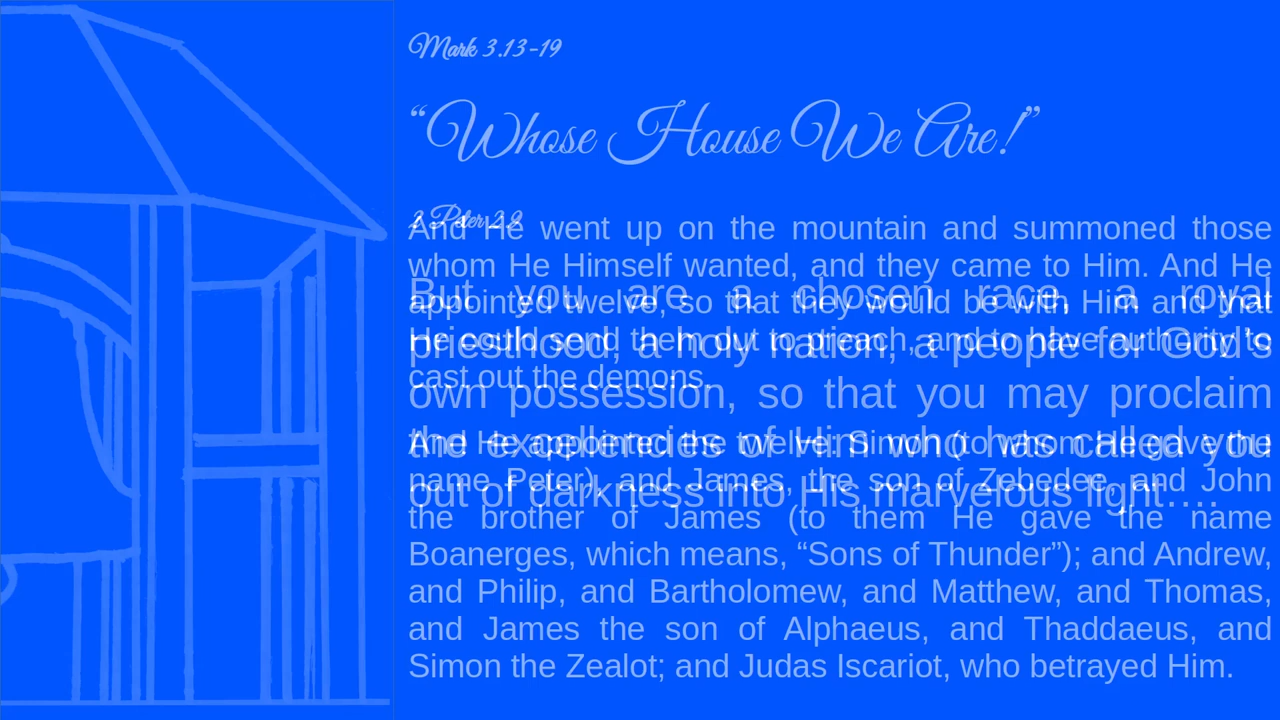 Mark 3.13-19
“Whose House We Are!”
Peter 2.9
And He went up on the mountain and summoned those
whom He Himself wanted, and they came to Him. And He
But you are a chosen race, a royal
appointed twelve, so that they would be with Him and that
He could send them out to preach, and to have authority to
priesthood, a holy nation, a people for God’s
cast out the demons.
own possession, so that you may proclaim
And He appointed the twelve: Simon (to whom He gave the
the excellencies of Him who has called you
name Peter), and James, the son of Zebedee, and John
out of darkness into His marvelous light….
the brother of James (to them He gave the name
Boanerges, which means, “Sons of Thunder”); and Andrew,
and Philip, and Bartholomew, and Matthew, and Thomas,
and James the son of Alphaeus, and Thaddaeus, and
Simon the Zealot; and Judas Iscariot, who betrayed Him.